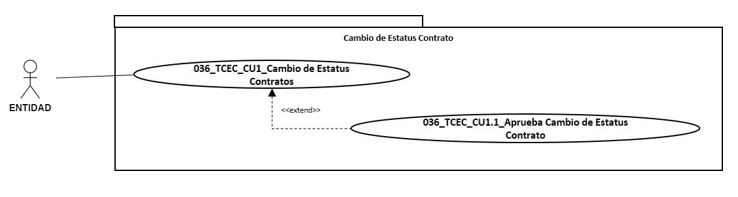 Cambio de Estatus Contrato
036_TCEC_CU1_Cambio de Estatus
Contratos
ENTIDAD
<<extend>>
036_TCEC_CU1.1_Aprueba Cambio de Estatus
Contrato